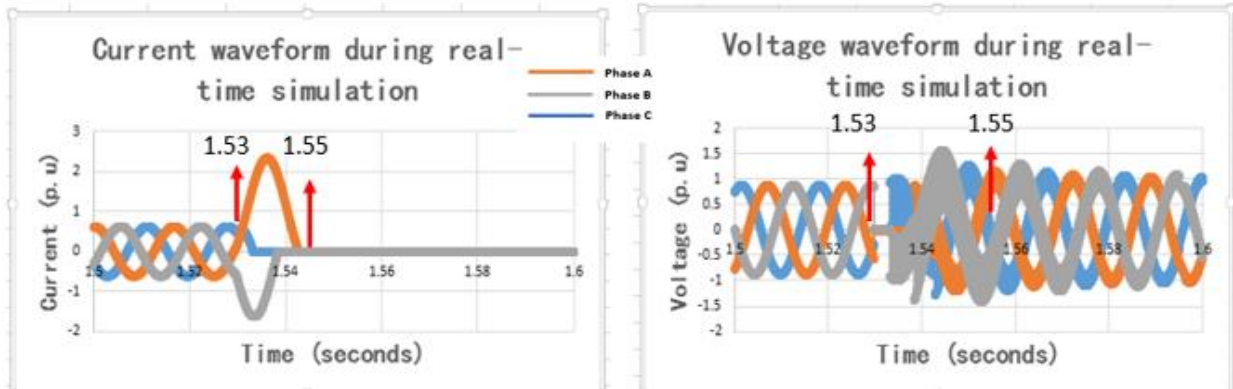 Current waveform during real-
time simulation
Phase A
Phase B
Phase C
1.53
1.55
3
2
1
0
-1
-2
1.5
1.52
1.54
1.56
1.58
1.6
Current (p. u)
Time (seconds)
Voltage waveform during real-
time simulation
1.53
1.55
2
1.5
1
0.5
0
-0.5
-1
-1.5
-2
1.5
1.52
1.54
1.56
1.58
1.6
Voltage (p. u)
Time (seconds)